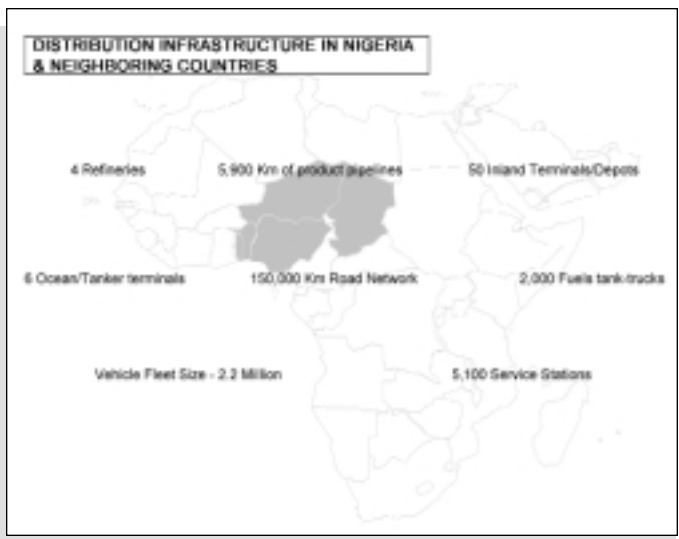 DISTRIBUTION INFRASTRUCTURE IN NIGERIA
& NEIGHBORING COUNTRIES
4 Refineries
5,900 Km of product pipelines
50 Inland Terminals/Depots
6 Ocean/Tanker terminals
150,000 Km Road Network
2,000 Fuels tank-trucks
Vehicle Fleet Size - 2.2 Million
5,100 Service Stations